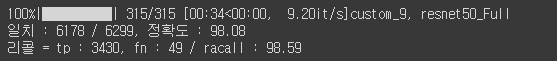 100%|██████████| 315/315 [00:34<00:00,  9.20it/s]custom_9, resnet50_Full
일치 : 6178 / 6299, 정확도 : 98.08
리콜 = tp : 3430, fn : 49 / racall : 98.59